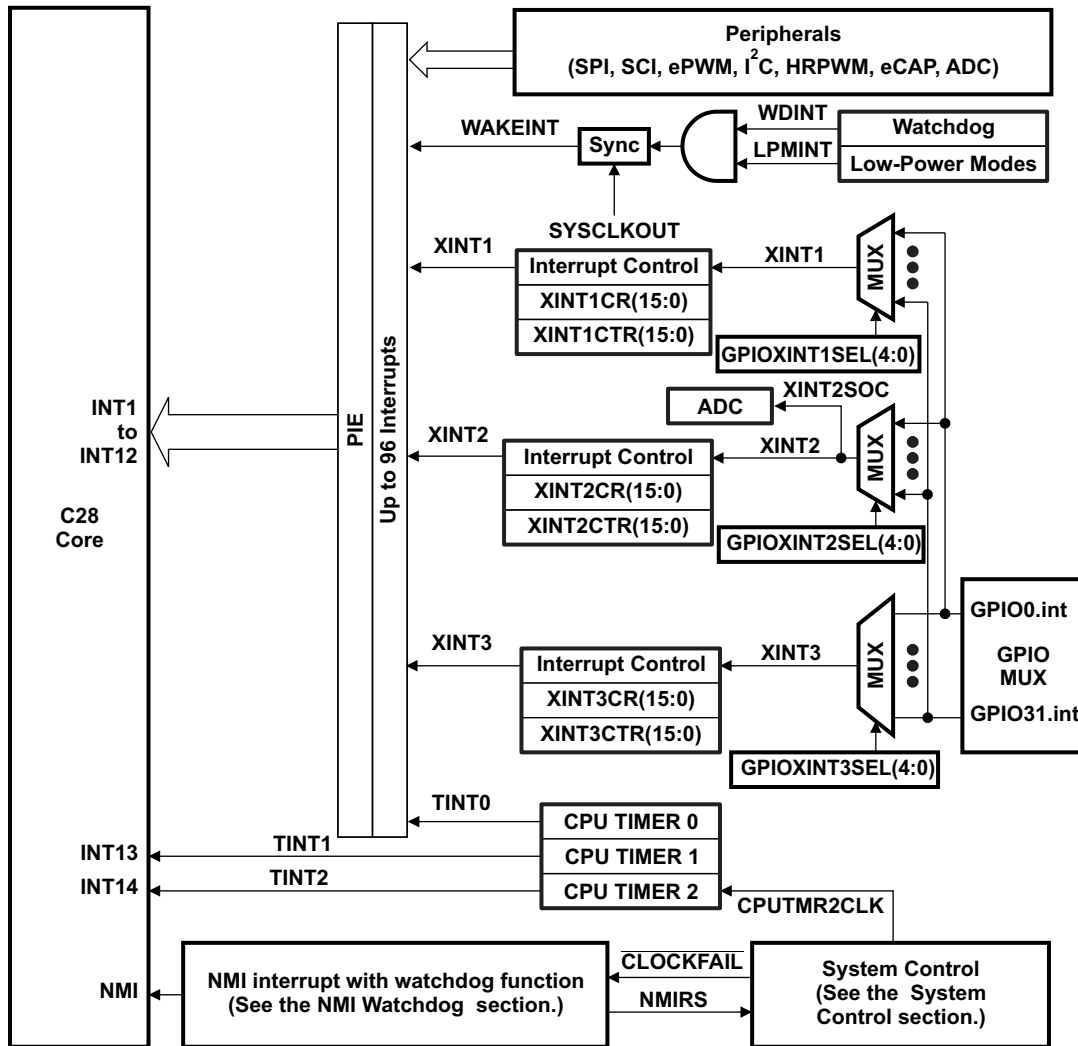 Peripherals
(SPI, SCI, ePWM, I²C, HRPWM, eCAP, ADC)
WDINT
WAKEINT
Sync
Watchdog
LPMINT
Low-Power Modes
SYSCLKOUT
XINT1
Interrupt Control
XINT1CR(15:0)
XINT1CTR(15:0)
XINT1
MUX
GPIOXINT1SEL(4:0)
XINT2SOC
ADC
INT1
to
INT12
PIE
Up to 96 Interrupts
XINT2
Interrupt Control
XINT2CR(15:0)
XINT2CTR(15:0)
XINT2
MUX
GPIOXINT2SEL(4:0)
C28
Core
XINT3
Interrupt Control
XINT3CR(15:0)
XINT3CTR(15:0)
XINT3
MUX
GPIOXINT3SEL(4:0)
GPIO0.int
GPIO
MUX
GPIO31.int
TINT0
CPU TIMER 0
INT13
TINT1
CPU TIMER 1
INT14
TINT2
CPU TIMER 2
CPUTMR2CLK
NMI
NMI interrupt with watchdog function
(See the NMI Watchdog section.)
CLOCKFAIL
NMIRS
System Control
(See the System
Control section.)